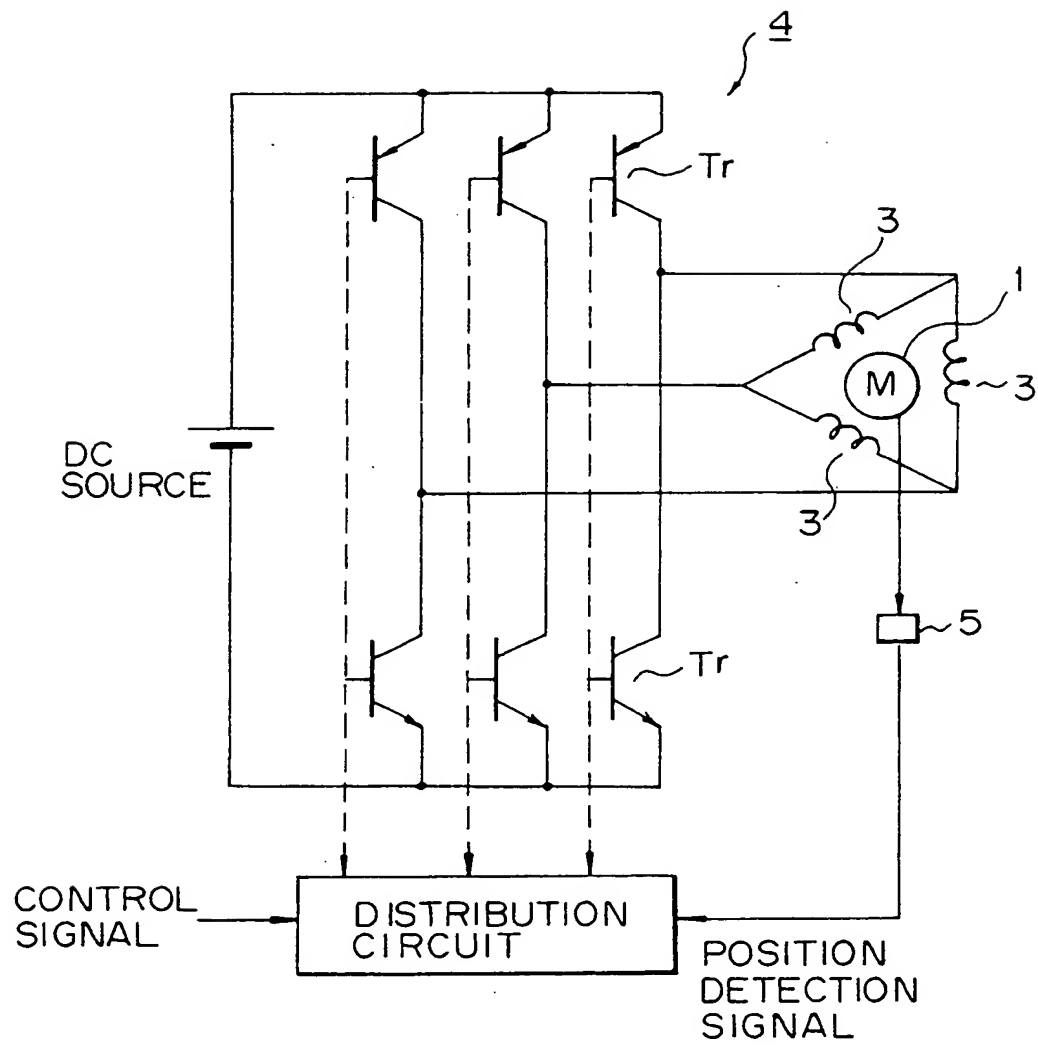 4
Tr
3
1
M
3
3
DC
SOURCE
5
Tr
CONTROL
SIGNAL
DISTRIBUTION
CIRCUIT
POSITION
DETECTION
SIGNAL